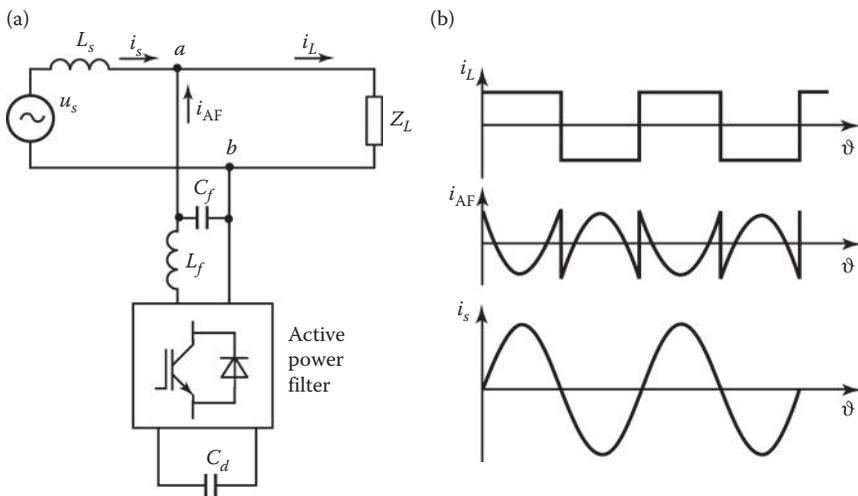 (a)
L_s
i_s
a
i_L
u_s
i_AF
Z_L
b
C_f
L_f
Active
power
filter
C_d
(b)
i_L
ϑ
i_AF
ϑ
i_s
ϑ